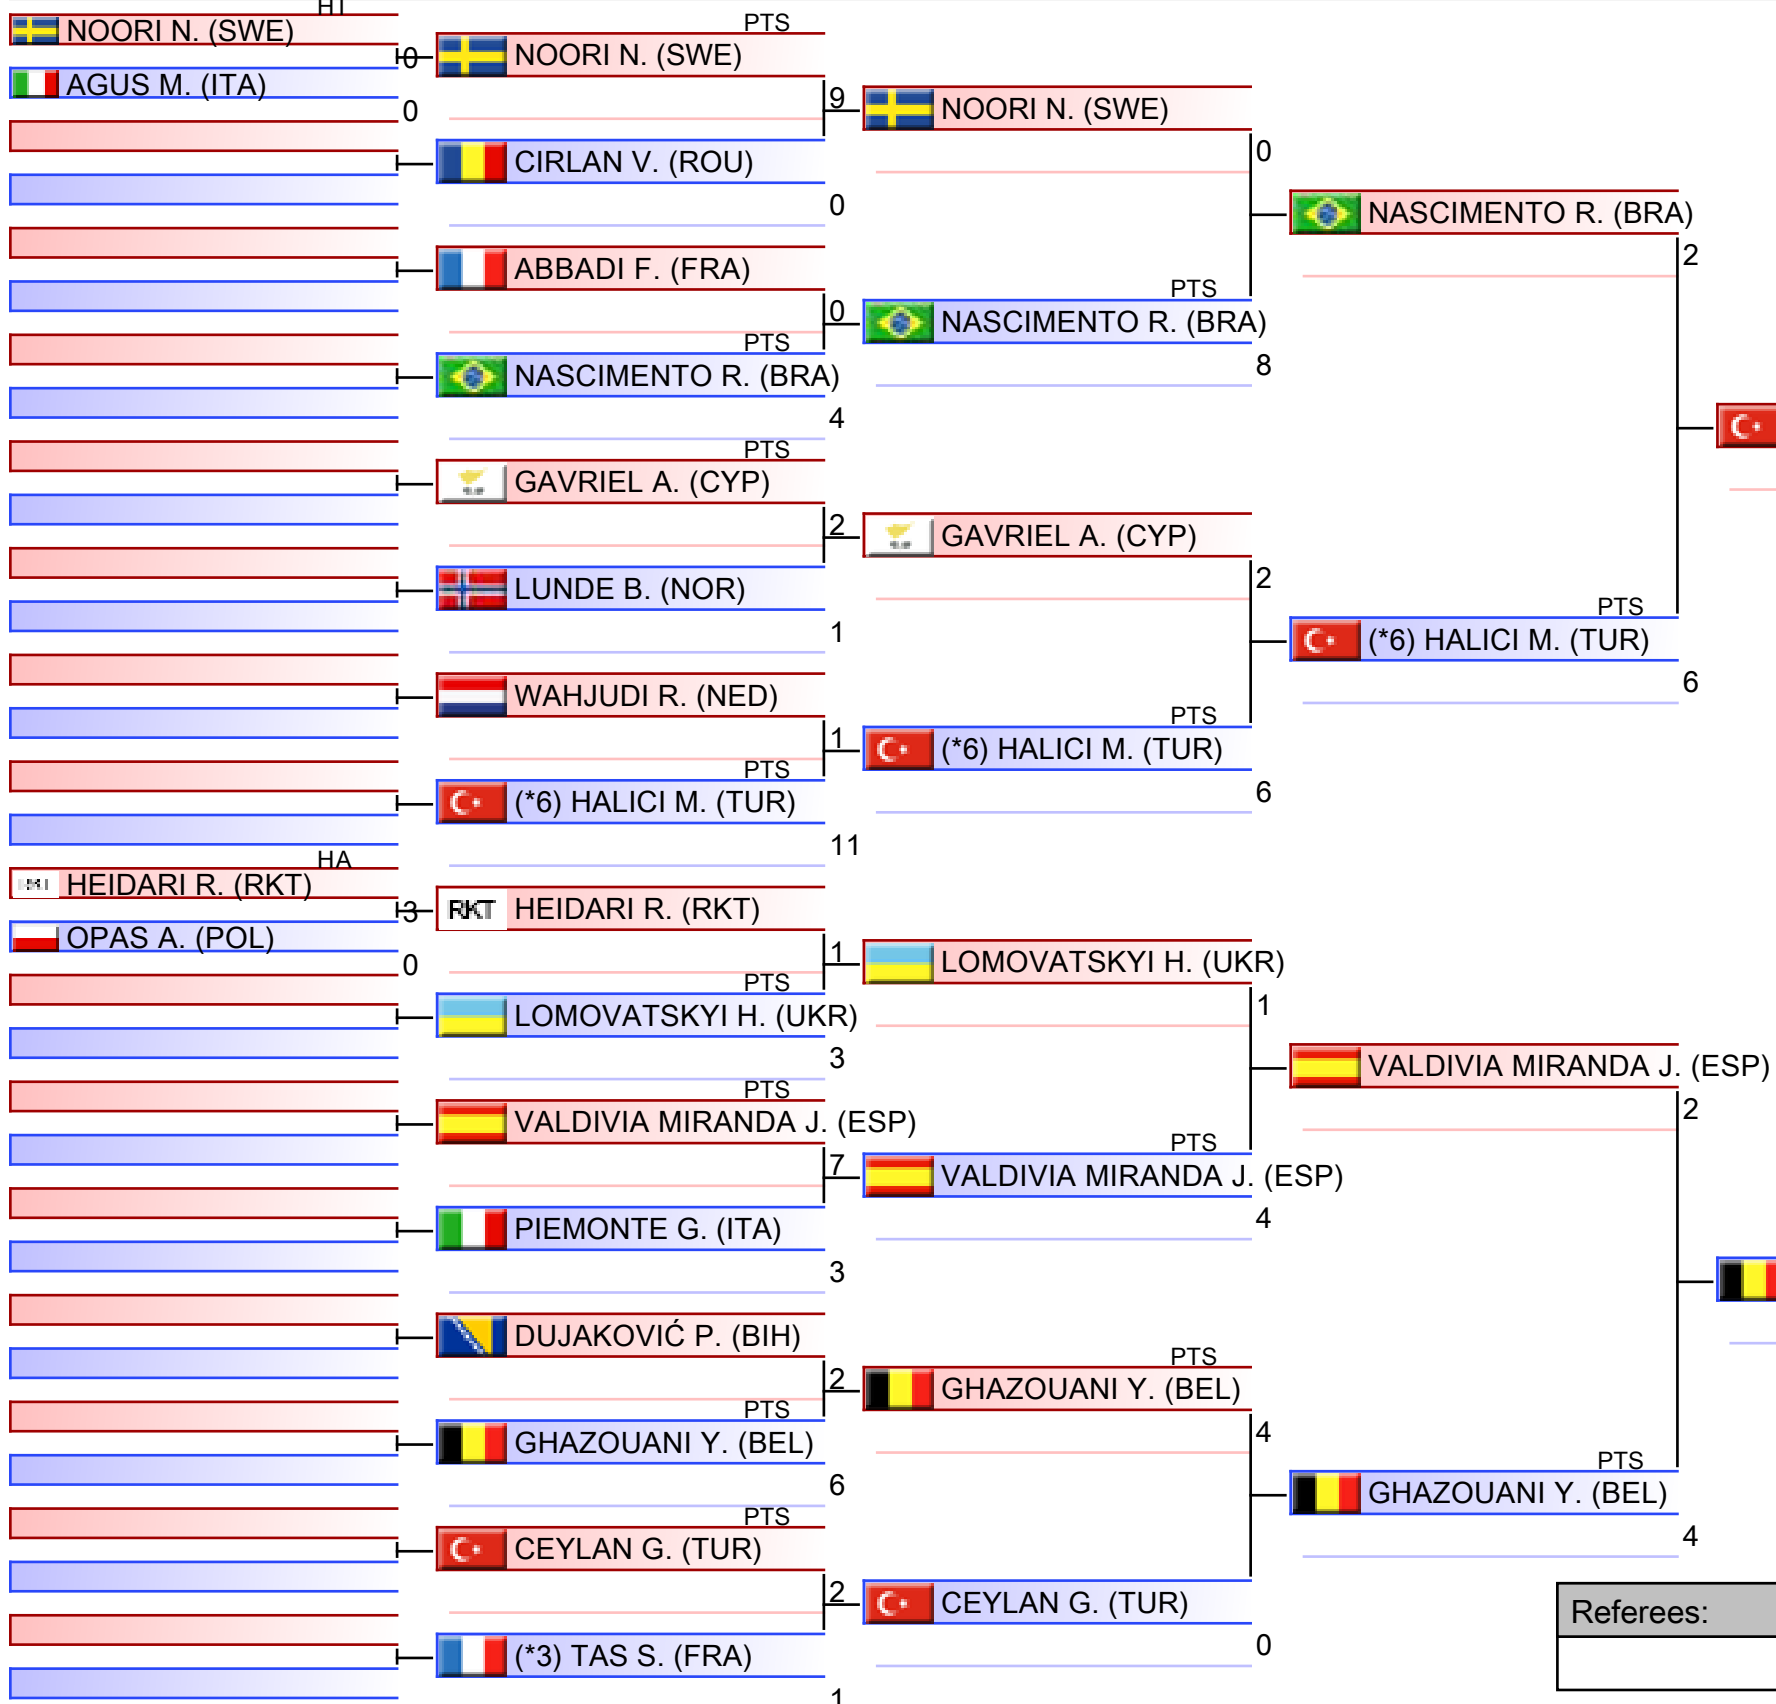 HT
NOORI N. (SWE)
0
AGUS M. (ITA)
0
HA
HEIDARI R. (RKT)
3
OPAS A. (POL)
0
PTS
NOORI N. (SWE)
9
CIRLAN V. (ROU)
0
ABBADI F. (FRA)
0
PTS
NASCIMENTO R. (BRA)
4
PTS
GAVRIEL A. (CYP)
2
LUNDE B. (NOR)
1
WAHJUDI R. (NED)
1
PTS
(*6) HALICI M. (TUR)
11
RKT
HEIDARI R. (RKT)
1
PTS
LOMOVATSKYI H. (UKR)
3
PTS
VALDIVIA MIRANDA J. (ESP)
7
PIEMONTE G. (ITA)
3
DUJAKOVIĆ P. (BIH)
2
PTS
GHAZOUANI Y. (BEL)
6
PTS
CEYLAN G. (TUR)
2
(*3) TAS S. (FRA)
1
NOORI N. (SWE)
0
PTS
NASCIMENTO R. (BRA)
8
GAVRIEL A. (CYP)
2
PTS
(*6) HALICI M. (TUR)
6
LOMOVATSKYI H. (UKR)
1
PTS
VALDIVIA MIRANDA J. (ESP)
4
PTS
GHAZOUANI Y. (BEL)
4
CEYLAN G. (TUR)
0
NASCIMENTO R. (BRA)
2
PTS
(*6) HALICI M. (TUR)
6
VALDIVIA MIRANDA J. (ESP)
2
PTS
GHAZOUANI Y. (BEL)
4
Referees: